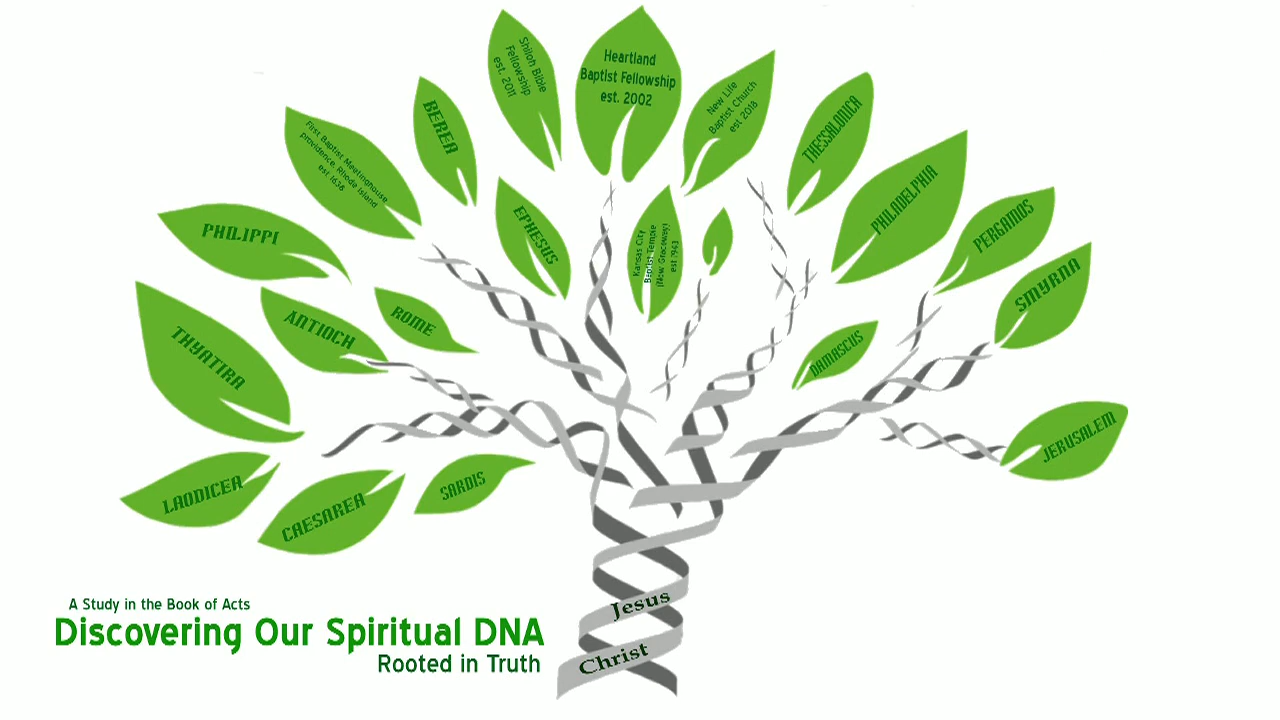 Shiloh Bible
Fellowship
est. 2011
Heartland
Baptist Fellowship
est. 2002
New Life
Baptist Church
est 2018
BEREA
THESSALONICA
First Baptist Meetinghouse
providence, Rhode Island
est 1638
PHILADELPHIA
PHILIPPI
EPHESUS
Kansas City
Baptist Temple
(Now Graceway)
est 1943
PERGAMOS
SMYRNA
ANTIOCH
ROME
THYATIRA
DAMASCUS
JERUSALEM
LAODICEA
CAESAREA
SARDIS
A Study in the Book of Acts
Discovering Our Spiritual DNA
Rooted in Truth
Jesus
Christ